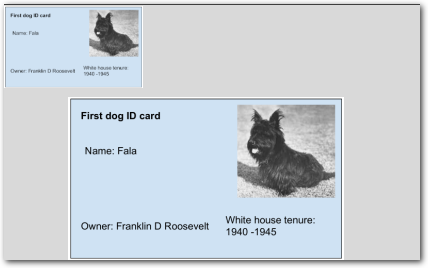 First dog ID card
Name: Fala
Owner: Franklin D Roosevelt
White house tenure:
1940 -1945
First dog ID card
Name: Fala
Owner: Franklin D Roosevelt
White house tenure:
1940 -1945